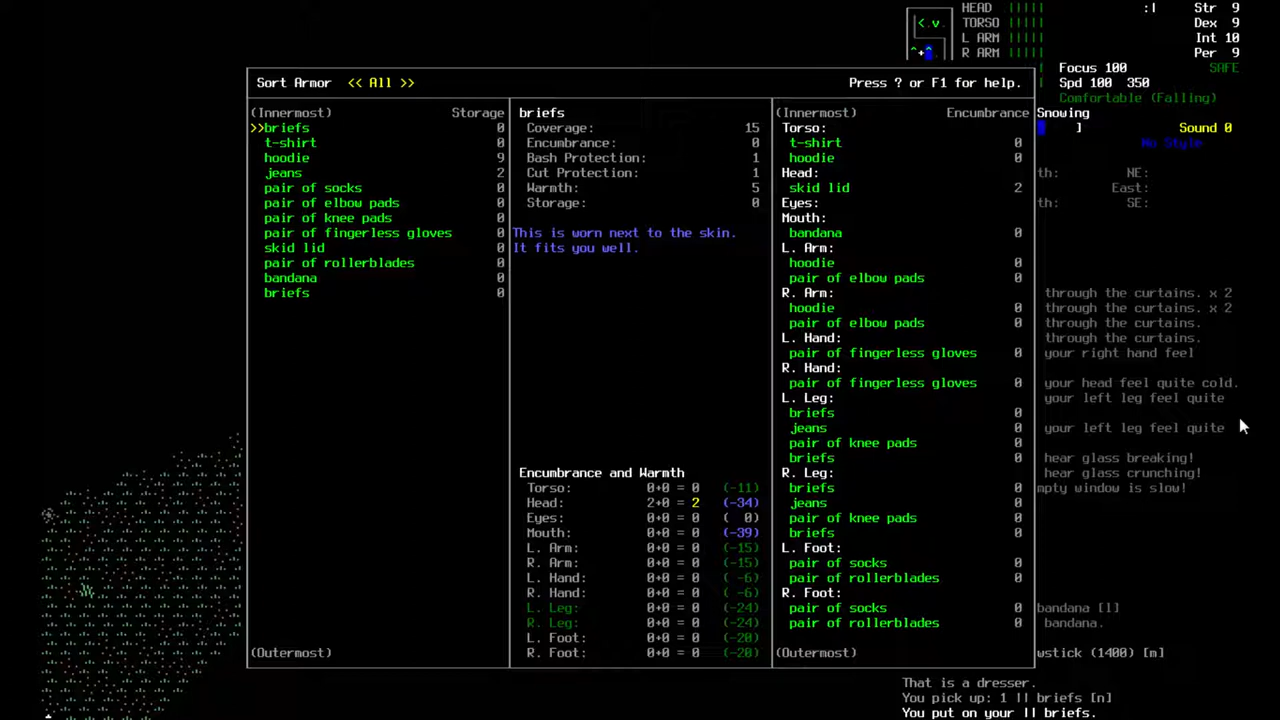 HEAD ||||| :| Str 9
TORSO ||||| Dex 9
L ARM ||||| Int 10
R ARM ||||| Per 9
Sort Armor << All >> Press ? or F1 for help.
Focus 100 SAFE
Spd 100 350
Comfortable (Falling)
(Innermost) Storage
>>briefs 0
t-shirt 0
hoodie 9
jeans 2
pair of socks 0
pair of elbow pads 0
pair of knee pads 0
pair of fingerless gloves 0
skid lid 0
pair of rollerblades 0
bandana 0
briefs 0
(Outermost)
briefs
Coverage: 15
Encumbrance: 0
Bash Protection: 1
Cut Protection: 1
Warmth: 5
Storage: 0
This is worn next to the skin.
It fits you well.
Encumbrance and Warmth
Torso: 0+0 = 0 (-11)
Head: 2+0 = 2 (-34)
Eyes: 0+0 = 0 ( 0)
Mouth: 0+0 = 0 (-39)
L. Arm: 0+0 = 0 (-15)
R. Arm: 0+0 = 0 (-15)
L. Hand: 0+0 = 0 ( -6)
R. Hand: 0+0 = 0 ( -6)
L. Leg: 0+0 = 0 (-24)
R. Leg: 0+0 = 0 (-24)
L. Foot: 0+0 = 0 (-20)
R. Foot: 0+0 = 0 (-20)
(Innermost) Encumbrance
Torso:
t-shirt 0
hoodie 0
Head:
skid lid 2
Eyes:
Mouth:
bandana 0
L. Arm:
hoodie 0
pair of elbow pads 0
R. Arm:
hoodie 0
pair of elbow pads 0
L. Hand:
pair of fingerless gloves 0
R. Hand:
pair of fingerless gloves 0
L. Leg:
briefs 0
jeans 0
pair of knee pads 0
briefs 0
R. Leg:
briefs 0
jeans 0
pair of knee pads 0
briefs 0
L. Foot:
pair of socks 0
pair of rollerblades 0
R. Foot:
pair of socks 0
pair of rollerblades 0
(Outermost)
Snowing
] Sound 0
No Style
th: NE:
East:
th: SE:
through the curtains. x 2
through the curtains. x 2
through the curtains.
through the curtains.
your right hand feel
your head feel quite cold.
your left leg feel quite
your left leg feel quite
hear glass breaking!
hear glass crunching!
mpty window is slow!
bandana [l]
bandana.
wstick (1400) [m]
That is a dresser.
You pick up: 1 || briefs [n]
You put on your || briefs.